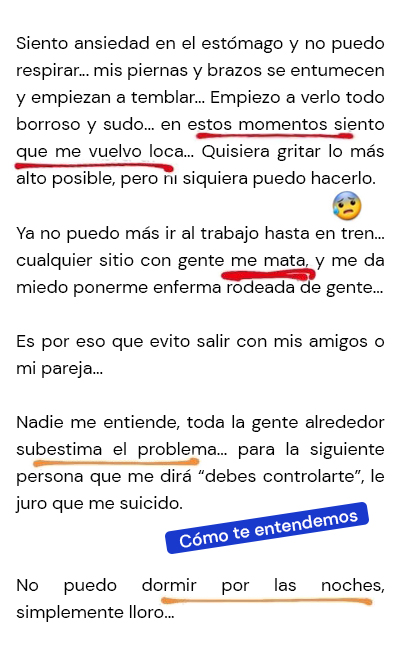 Siento ansiedad en el estómago y no puedo
respirar... mis piernas y brazos se entumecen
y empiezan a temblar... Empiezo a verlo todo
borroso y sudo... en estos momentos siento
que me vuelvo loca... Quisiera gritar lo más
alto posible, pero ni siquiera puedo hacerlo.
Ya no puedo más ir al trabajo hasta en tren...
cualquier sitio con gente me mata, y me da
miedo ponerme enferma rodeada de gente...
Es por eso que evito salir con mis amigos o
mi pareja...
Nadie me entiende, toda la gente alrededor
subestima el problema... para la siguiente
persona que me dirá “debes controlarte”, le
juro que me suicido.
Cómo te entendemos
No puedo dormir por las noches,
simplemente lloro...